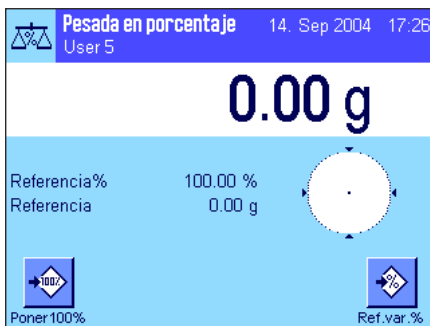 Pesada en porcentaje 14. Sep 2004 17:26
User 5
0.00 g
Referencia% 100.00 %
Referencia 0.00 g
100%
%
Poner100% Ref.var.%